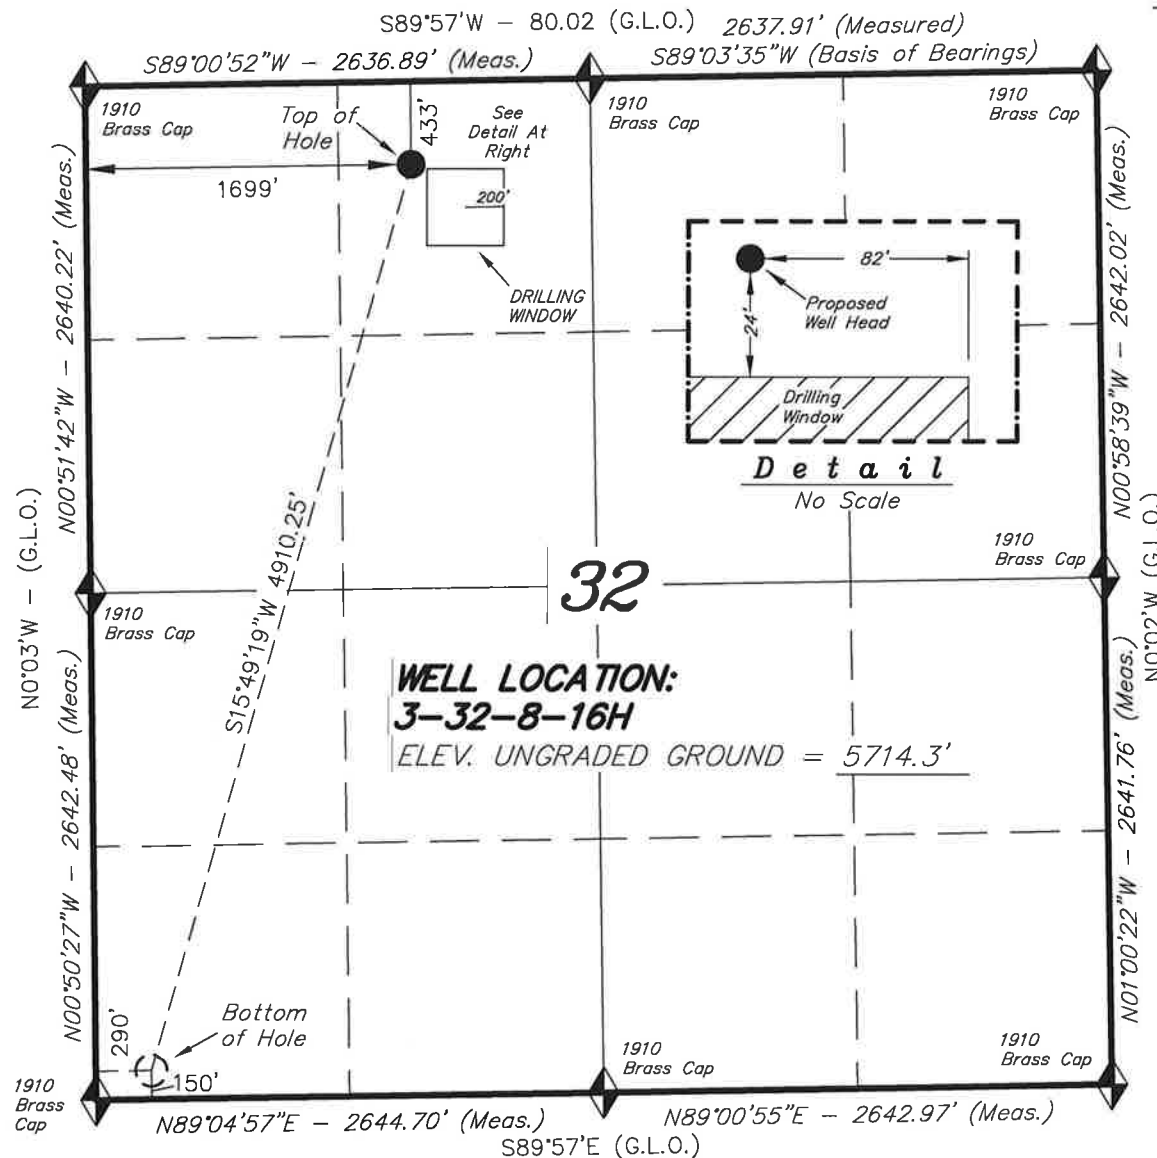 S89°57'W – 80.02 (G.L.O.)
2637.91' (Measured)
S89°00'52"W – 2636.89' (Meas.)
S89°03'35"W (Basis of Bearings)
1910
Brass Cap
Top of
Hole
433'
See
Detail At
Right
1910
Brass Cap
1910
Brass Cap
1699'
200'
DRILLING
WINDOW
82'
24'
Proposed
Well Head
Drilling
Window
Detail
No Scale
N00°51'42"W – 2640.22' (Meas.)
N00°58'39"W – 2642.02' (Meas.)
N0°03'W – (G.L.O.)
N0°02'W (G.L.O.)
S15°49'19"W 4910.25'
1910
Brass Cap
32
1910
Brass Cap
WELL LOCATION:
3–32–8–16H
ELEV. UNGRADED GROUND = 5714.3'
N00°50'27"W – 2642.48' (Meas.)
N01°00'22"W – 2641.76' (Meas.)
290'
Bottom
of Hole
150'
1910
Brass
Cap
1910
Brass Cap
1910
Brass Cap
N89°04'57"E – 2644.70' (Meas.)
N89°00'55"E – 2642.97' (Meas.)
S89°57'E (G.L.O.)